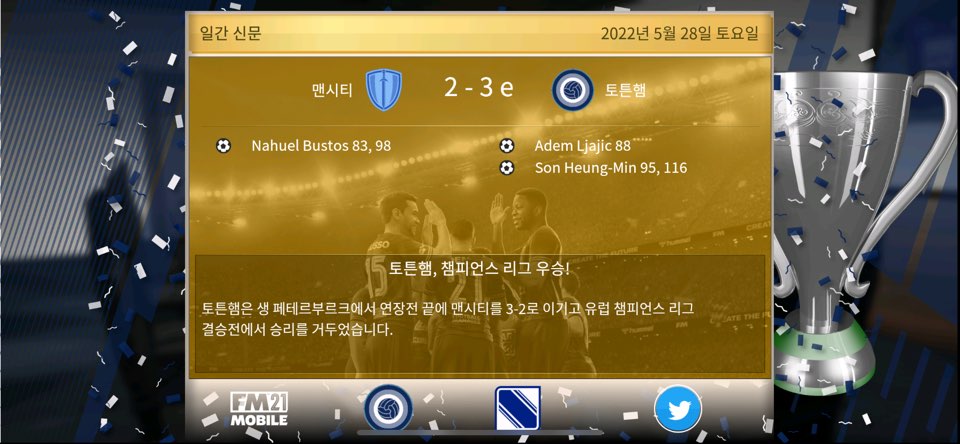 일간 신문 2022년 5월 28일 토요일
맨시티 2 - 3 e 토튼햄
Nahuel Bustos 83, 98 Adem Ljajic 88
Son Heung-Min 95, 116
토튼햄, 챔피언스 리그 우승!
토튼햄은 생 페테르부르크에서 연장전 끝에 맨시티를 3-2로 이기고 유럽 챔피언스 리그
결승전에서 승리를 거두었습니다.
FM21
MOBILE